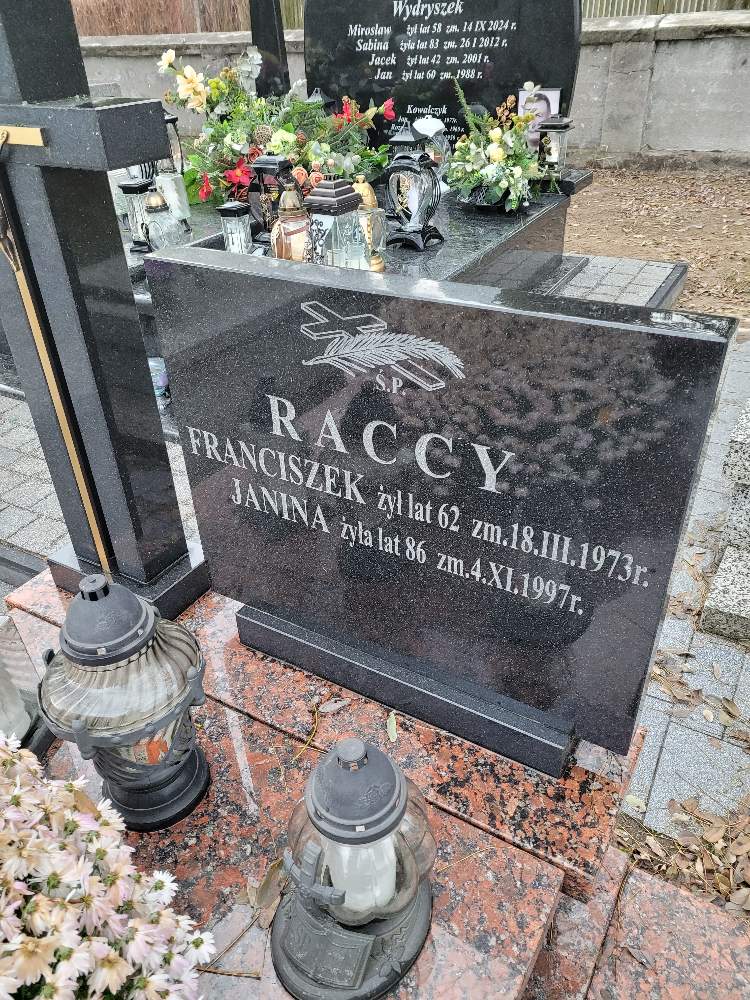 Wydryszek
Mirosław żył lat 58 zm. 14 IX 2024 r.
Sabina żyła lat 83 zm. 26 I 2012 r.
Jacek żył lat 42 zm. 2001 r.
Jan żył lat 60 zm. 1988 r.
Kowalczyk
Ś.P.
RACCY
FRANCISZEK żył lat 62 zm.18.III.1973r.
JANINA żyła lat 86 zm.4.XI.1997r.